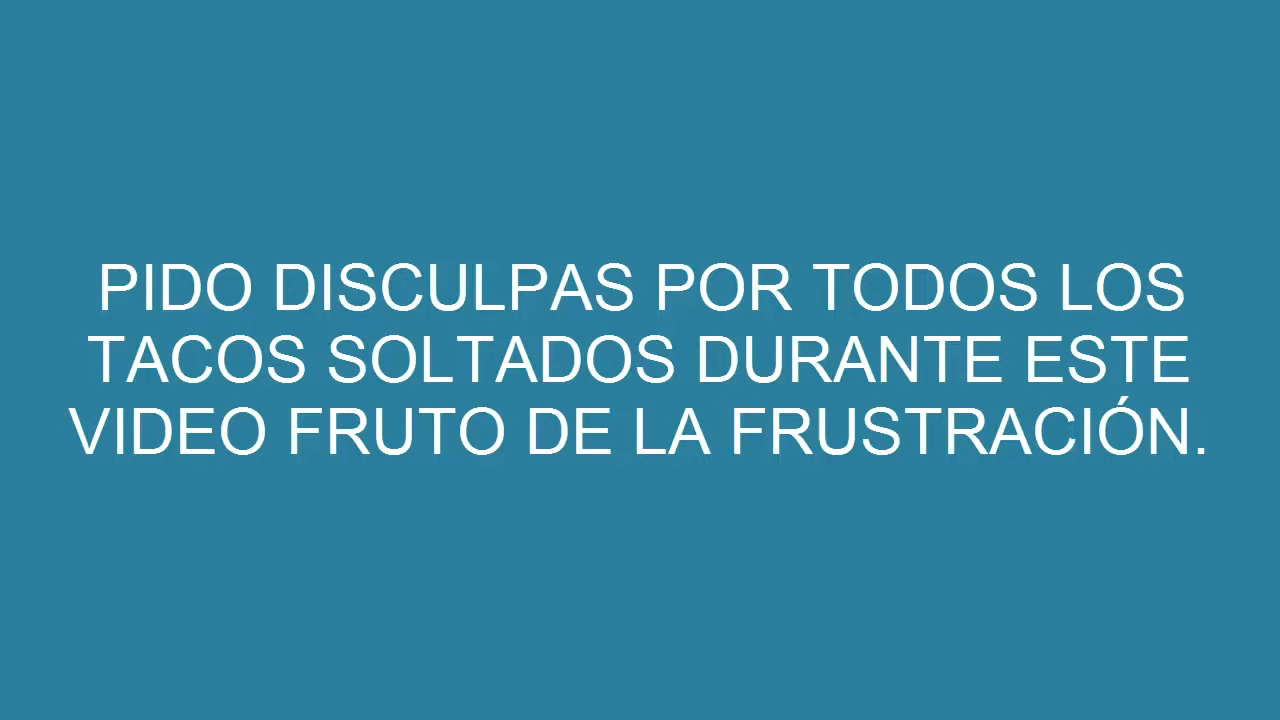 PIDO DISCULPAS POR TODOS LOS
TACOS SOLTADOS DURANTE ESTE
VIDEO FRUTO DE LA FRUSTRACIÓN.